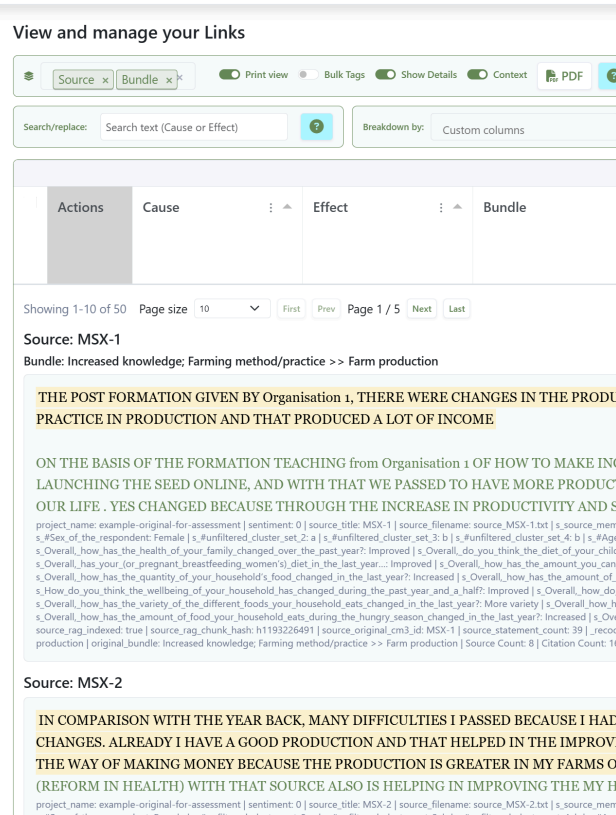 View and manage your Links
Source × Bundle × × Print view Bulk Tags Show Details Context PDF ?
Search/replace: Search text (Cause or Effect) ? Breakdown by: Custom columns
Actions Cause Effect Bundle
Showing 1-10 of 50 Page size 10 First Prev Page 1 / 5 Next Last
Source: MSX-1
Bundle: Increased knowledge; Farming method/practice >> Farm production
THE POST FORMATION GIVEN BY Organisation 1, THERE WERE CHANGES IN THE PRODU
PRACTICE IN PRODUCTION AND THAT PRODUCED A LOT OF INCOME
ON THE BASIS OF THE FORMATION TEACHING from Organisation 1 OF HOW TO MAKE INC
LAUNCHING THE SEED ONLINE, AND WITH THAT WE PASSED TO HAVE MORE PRODUCT
OUR LIFE . YES CHANGED BECAUSE THROUGH THE INCREASE IN PRODUCTIVITY AND S
project_name: example-original-for-assessment | sentiment: 0 | source_title: MSX-1 | source_filename: source_MSX-1.txt | s_source_mem
s_#Sex_of_the_respondent: Female | s_#unfiltered_cluster_set_2: a | s_#unfiltered_cluster_set_3: b | s_#unfiltered_cluster_set_4: b | s_#Age
s_Overall,_how_has_the_health_of_your_family_changed_over_the_past_year?: Improved | s_Overall,_do_you_think_the_diet_of_your_child
s_Overall,_has_your_(or_pregnant_breastfeeding_women's)_diet_in_the_last_year...: Improved | s_Overall,_how_has_the_amount_you_can
s_Overall,_how_has_the_quantity_of_your_household's_food_changed_in_the_last_year?: Increased | s_Overall,_how_has_the_amount_of_
s_How_do_you_think_the_wellbeing_of_your_household_has_changed_during_the_past_year_and_a_half?: Improved | s_Overall,_how_do
s_Overall,_how_has_the_variety_of_the_different_foods_your_household_eats_changed_in_the_last_year?: More variety | s_Overall_how_h
s_Overall,_how_has_the_amount_of_food_your_household_eats_during_the_hungry_season_changed_in_the_last_year?: Increased | s_Ove
source_rag_indexed: true | source_rag_chunk_hash: h1193226491 | source_original_cm3_id: MSX-1 | source_statement_count: 39 | _recod
production | original_bundle: Increased knowledge; Farming method/practice >> Farm production | Source Count: 8 | Citation Count: 10
Source: MSX-2
IN COMPARISON WITH THE YEAR BACK, MANY DIFFICULTIES I PASSED BECAUSE I HAD
CHANGES. ALREADY I HAVE A GOOD PRODUCTION AND THAT HELPED IN THE IMPROV
THE WAY OF MAKING MONEY BECAUSE THE PRODUCTION IS GREATER IN MY FARMS O
(REFORM IN HEALTH) WITH THAT SOURCE ALSO IS HELPING IN IMPROVING THE MY H
project_name: example-original-for-assessment | sentiment: 0 | source_title: MSX-2 | source_filename: source_MSX-2.txt | s_source_mem